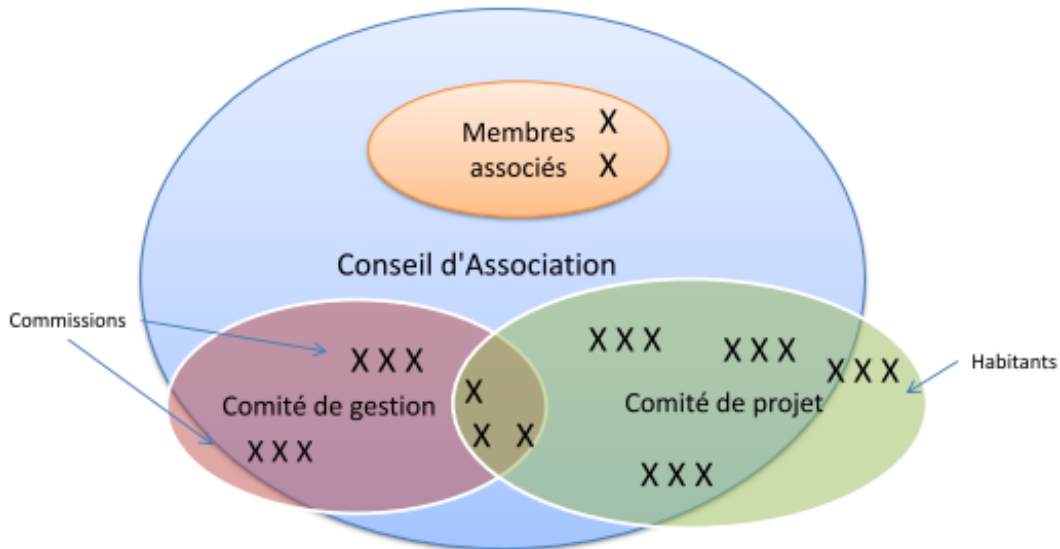 Membres X
associés X
Conseil d'Association
Commissions
X X X
X X X
X X X
X X X
Habitants
X
Comité de gestion
Comité de projet
X X
X X X
X X X